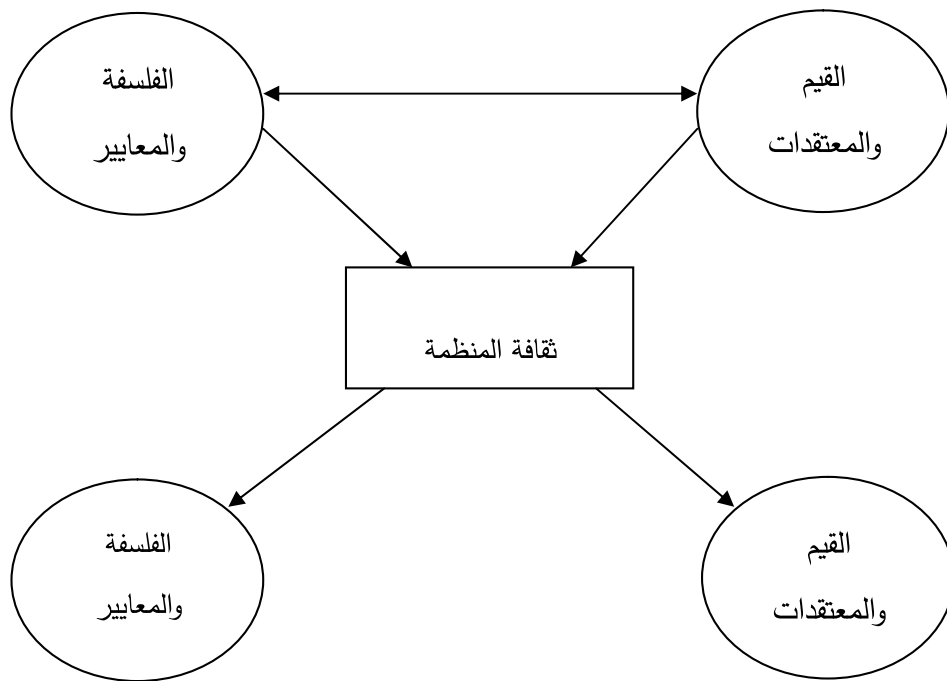 القيم
والمعتقدات
الفلسفة
والمعايير
ثقافة المنظمة
القيم
والمعتقدات
الفلسفة
والمعايير